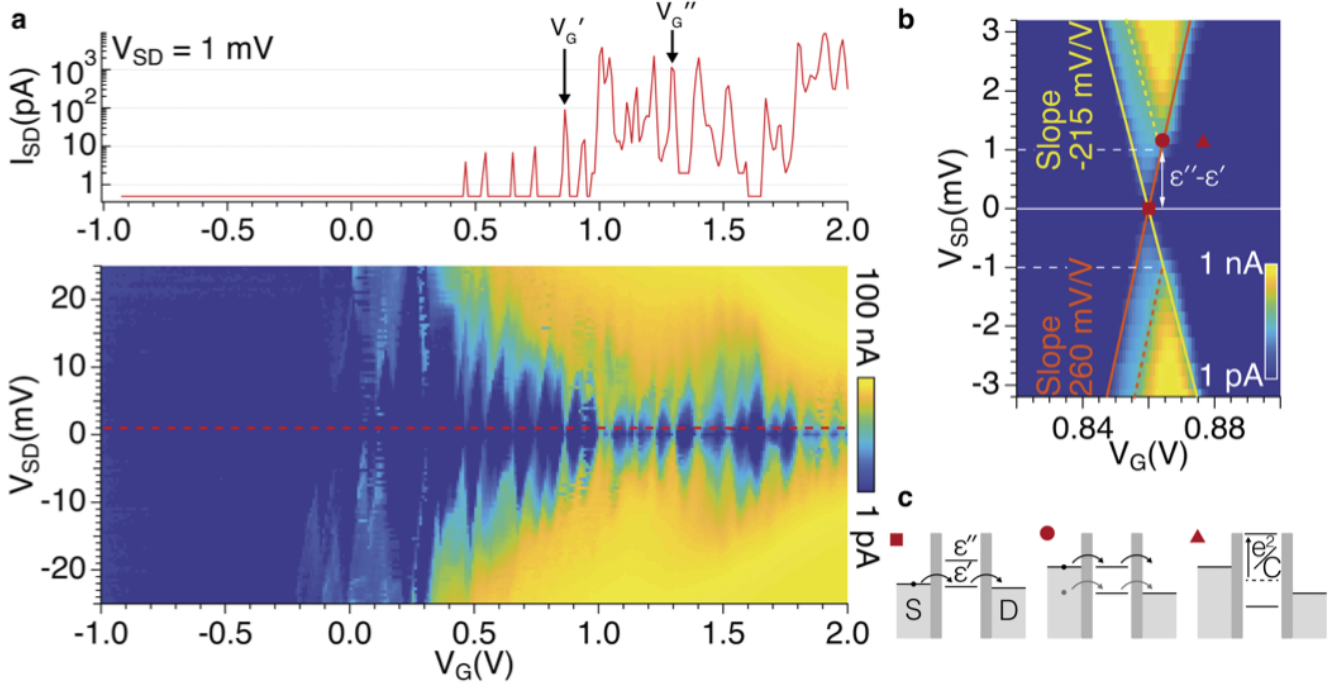 a
V_SD = 1 mV
V_G′
V_G″
I_SD(pA)
10³
10²
10
1
-1.0 -0.5 0.0 0.5 1.0 1.5 2.0
V_SD(mV)
20
10
0
-10
-20
-1.0 -0.5 0.0 0.5 1.0 1.5 2.0
V_G(V)
100 nA
1 pA
b
V_SD(mV)
3
2
1
0
-1
-2
-3
Slope
-215 mV/V
ε″-ε′
Slope
260 mV/V
1 nA
1 pA
0.84 0.88
V_G(V)
c
S
ε″
ε′
D
e²/C